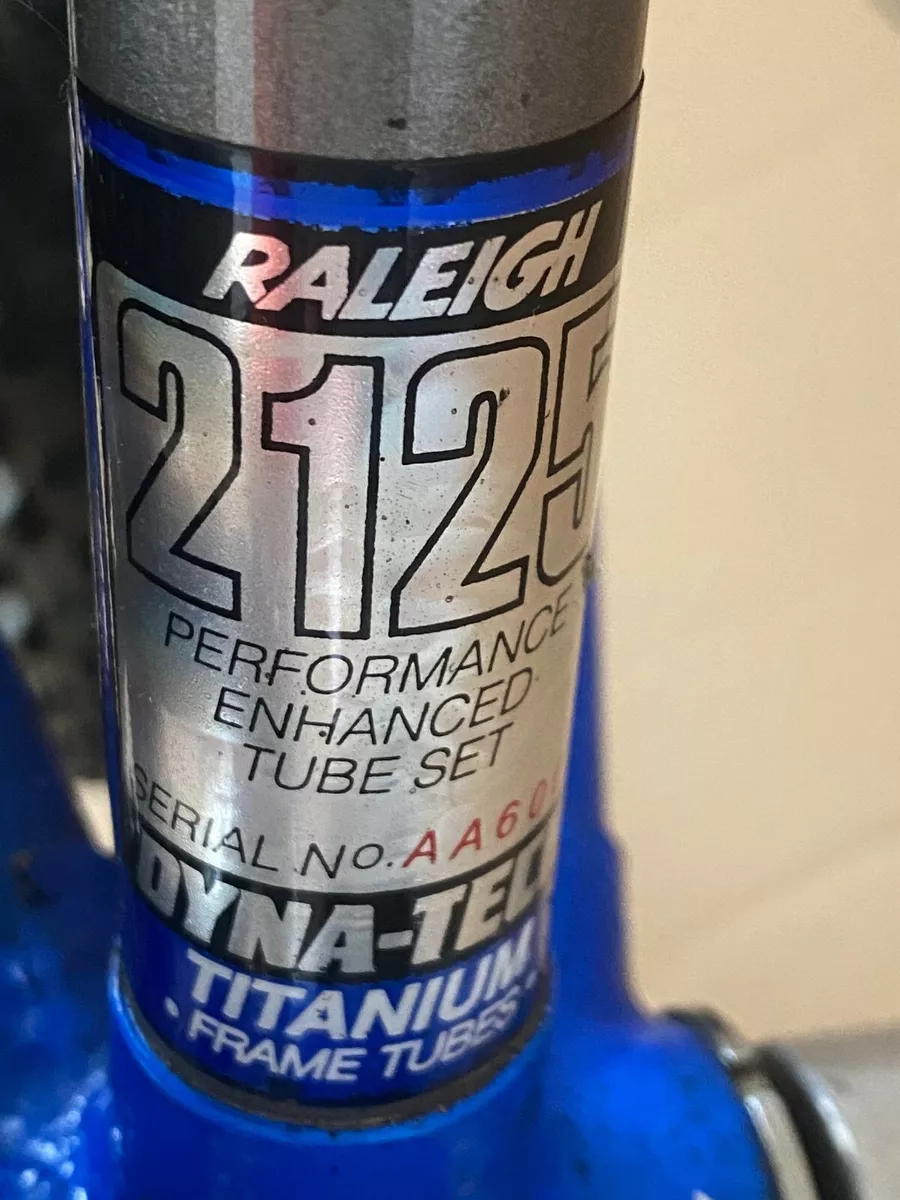 RALEIGH
2125
PERFORMANCE
ENHANCED
TUBE SET
SERIAL No. AA60
DYNA-TEC
TITANIUM
FRAME TUBES